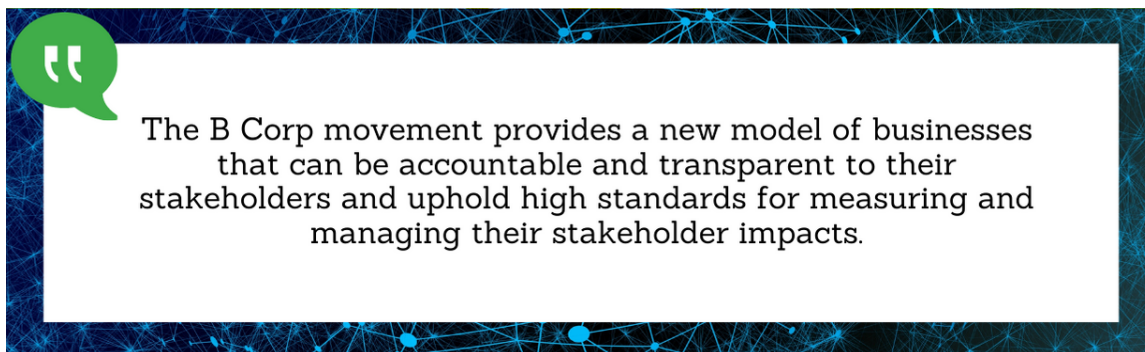 The B Corp movement provides a new model of businesses
that can be accountable and transparent to their
stakeholders and uphold high standards for measuring and
managing their stakeholder impacts.